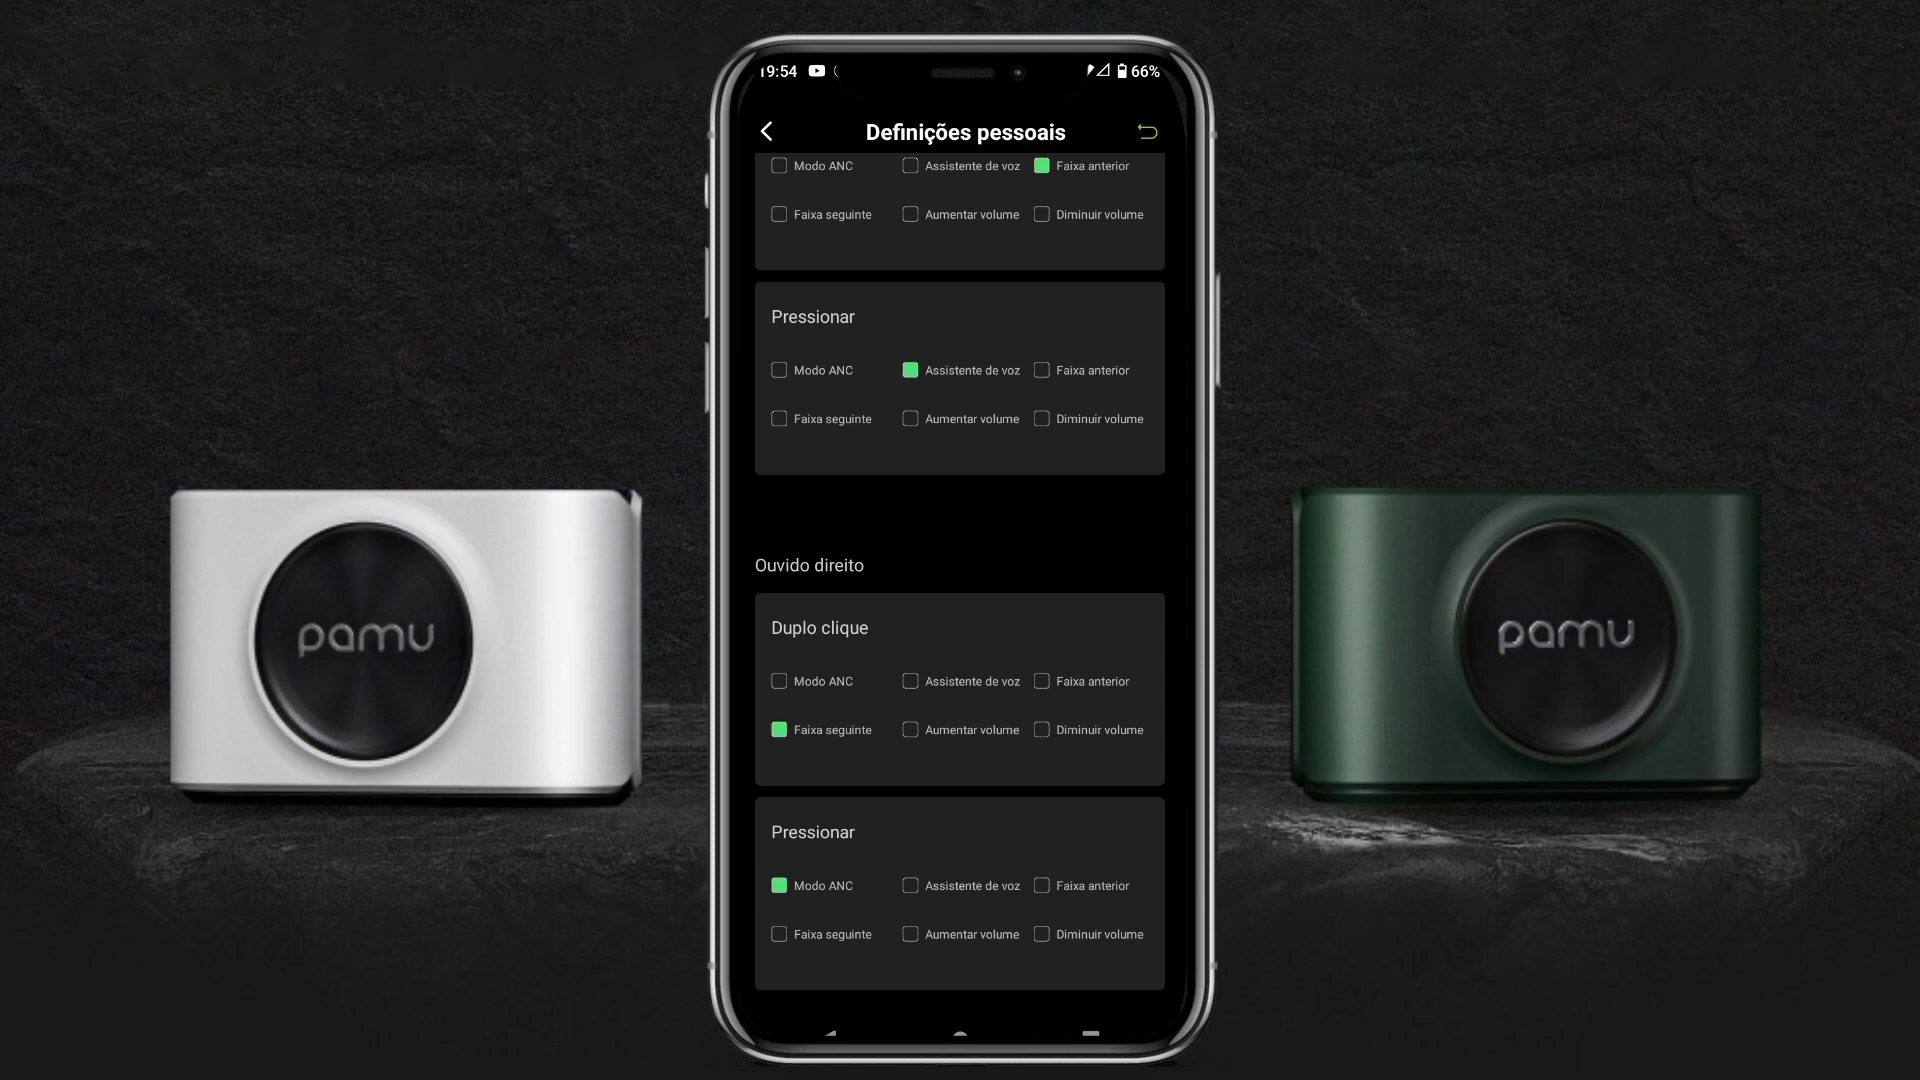 19:54
66%
Definições pessoais
Modo ANC Assistente de voz Faixa anterior
Faixa seguinte Aumentar volume Diminuir volume
Pressionar
Modo ANC Assistente de voz Faixa anterior
Faixa seguinte Aumentar volume Diminuir volume
Ouvido direito
Duplo clique
Modo ANC Assistente de voz Faixa anterior
Faixa seguinte Aumentar volume Diminuir volume
Pressionar
Modo ANC Assistente de voz Faixa anterior
Faixa seguinte Aumentar volume Diminuir volume
pamu
pamu